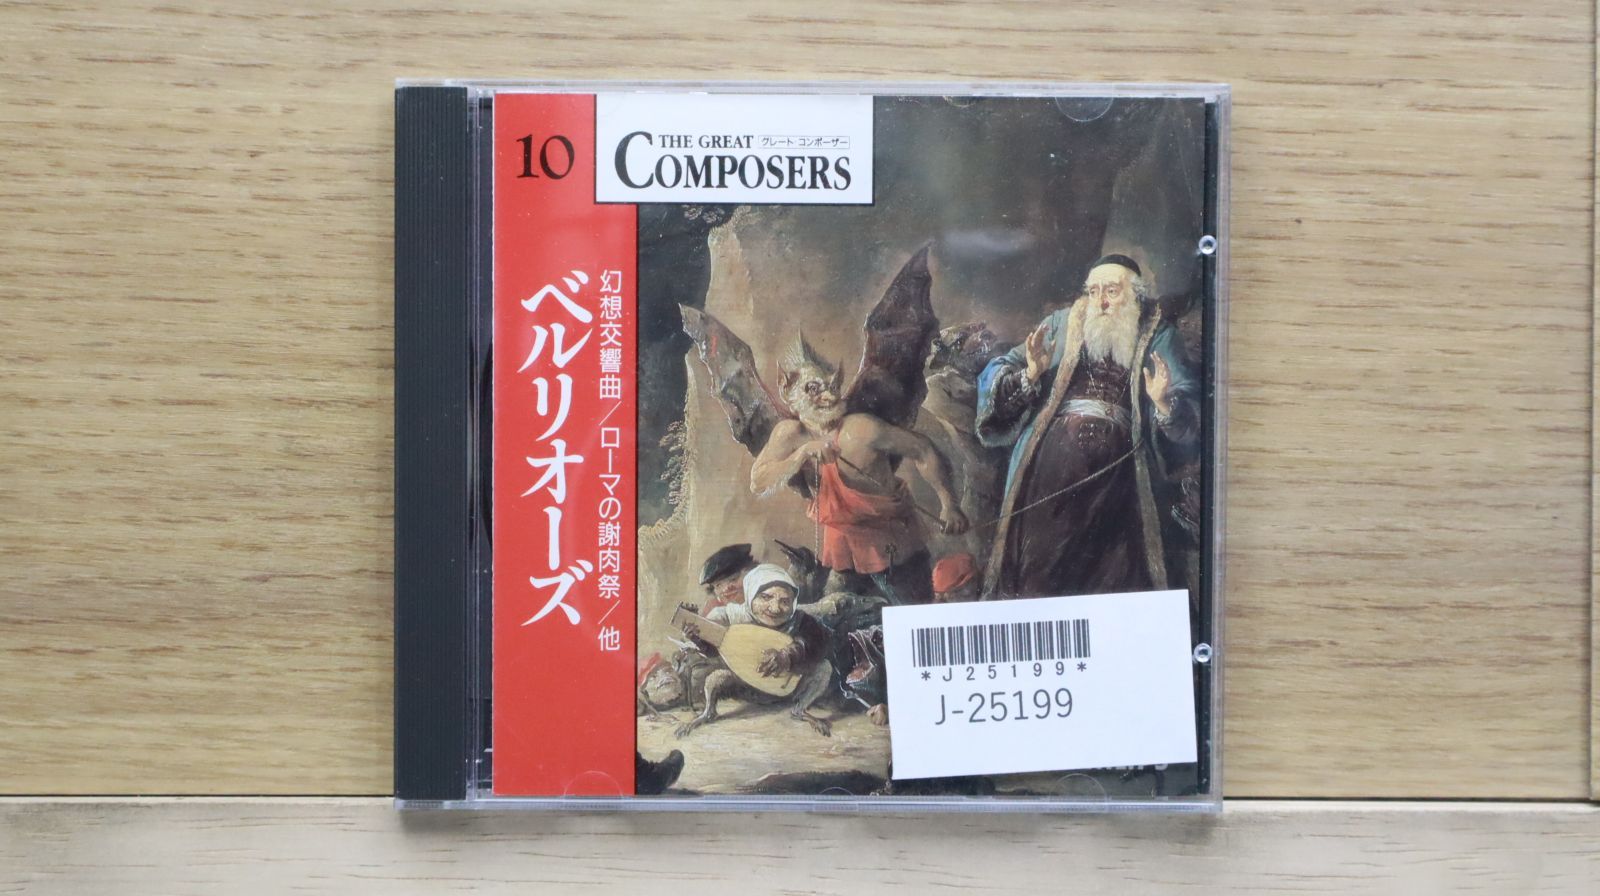 10
THE GREAT グレート・コンポーザー
COMPOSERS
ベルリオーズ
幻想交響曲／ローマの謝肉祭／他
*J25199*
J-25199